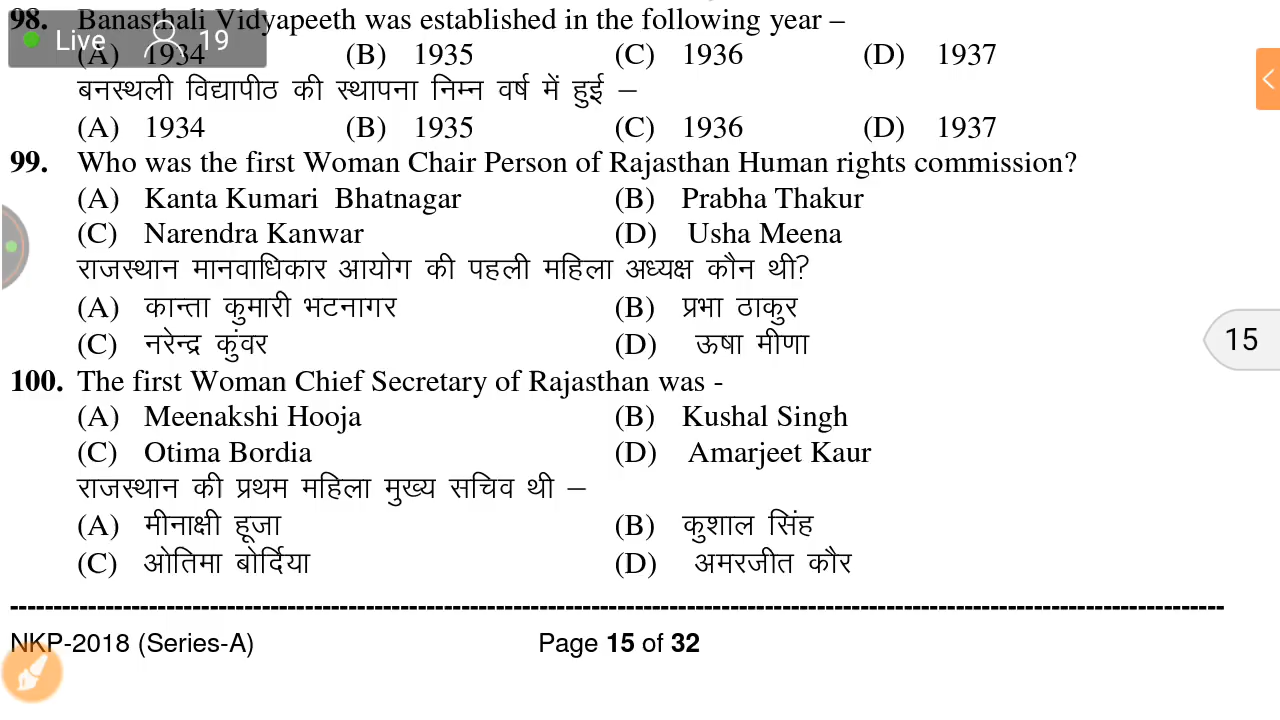 98. Banasthali Vidyapeeth was established in the following year –
Live 19
(A) 1934 (B) 1935 (C) 1936 (D) 1937
बनस्थली विद्यापीठ की स्थापना निम्न वर्ष में हुई –
(A) 1934 (B) 1935 (C) 1936 (D) 1937
99. Who was the first Woman Chair Person of Rajasthan Human rights commission?
(A) Kanta Kumari Bhatnagar (B) Prabha Thakur
(C) Narendra Kanwar (D) Usha Meena
राजस्थान मानवाधिकार आयोग की पहली महिला अध्यक्ष कौन थी?
(A) कान्ता कुमारी भटनागर (B) प्रभा ठाकुर
(C) नरेन्द्र कुंवर (D) ऊषा मीणा
15
100. The first Woman Chief Secretary of Rajasthan was -
(A) Meenakshi Hooja (B) Kushal Singh
(C) Otima Bordia (D) Amarjeet Kaur
राजस्थान की प्रथम महिला मुख्य सचिव थी –
(A) मीनाक्षी हूजा (B) कुशाल सिंह
(C) ओतिमा बोर्दिया (D) अमरजीत कौर
NKP-2018 (Series-A) Page 15 of 32